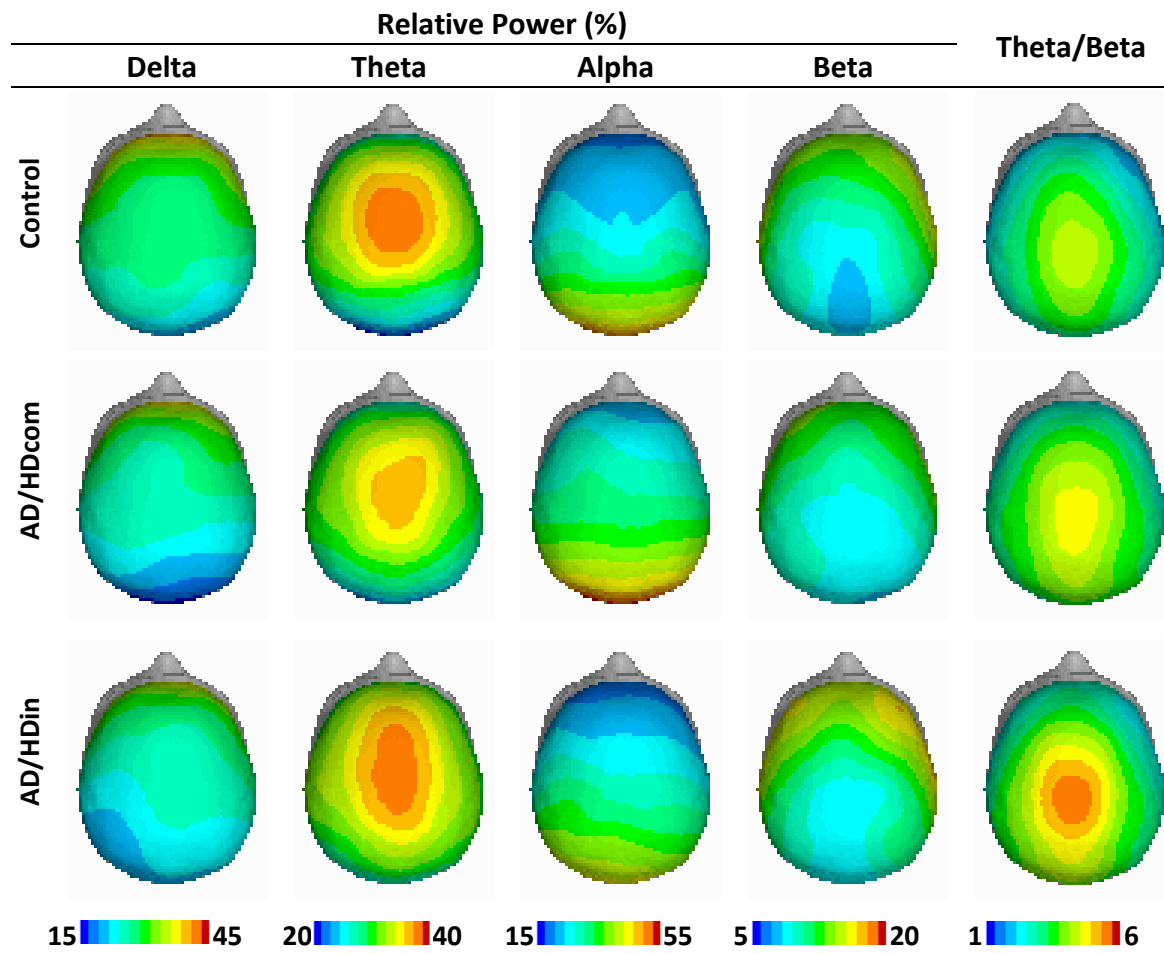 Relative Power (%)
Theta/Beta
Delta Theta Alpha Beta
Control
AD/HDcom
AD/HDin
15 45 20 40 15 55 5 20 1 6